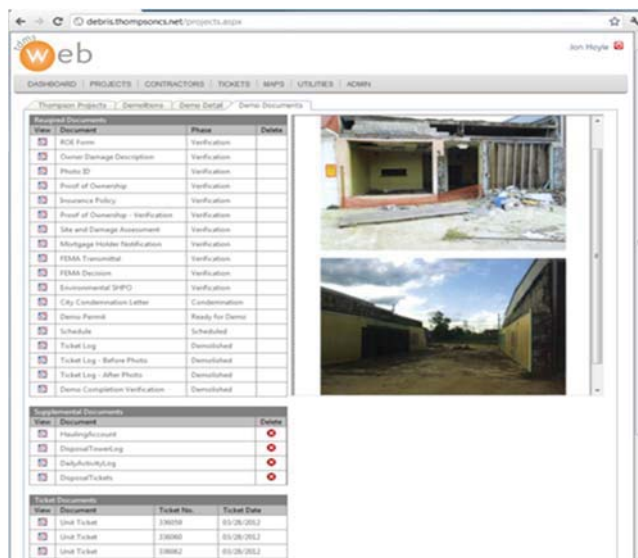 debris.thompsoncs.net/projects.aspx
tdms
web
Jon Hoyle
DASHBOARD | PROJECTS | CONTRACTORS | TICKETS | MAPS | UTILITIES | ADMIN
Thompson Projects / Demolitions / Demo Detail / Demo Documents
Required Documents
View Document Phase Delete
ROE Form Verification
Owner Damage Description Verification
Photo ID Verification
Proof of Ownership Verification
Insurance Policy Verification
Proof of Ownership - Verification Verification
Site and Damage Assessment Verification
Mortgage Holder Notification Verification
FEMA Transmittal Verification
FEMA Decision Verification
Environmental SHPO Verification
City Condemnation Letter Condemnation
Demo Permit Ready for Demo
Schedule Scheduled
Ticket Log Demolished
Ticket Log - Before Photo Demolished
Ticket Log - After Photo Demolished
Demo Completion Verification Demolished
Supplemental Documents
View Document Delete
HaulingAccount
DisposalTowerLog
DailyActivityLog
DisposalTickets
Ticket Documents
View Document Ticket No. Ticket Date
Unit Ticket 336059 03/28/2012
Unit Ticket 336060 03/28/2012
Unit Ticket 336062 03/28/2012